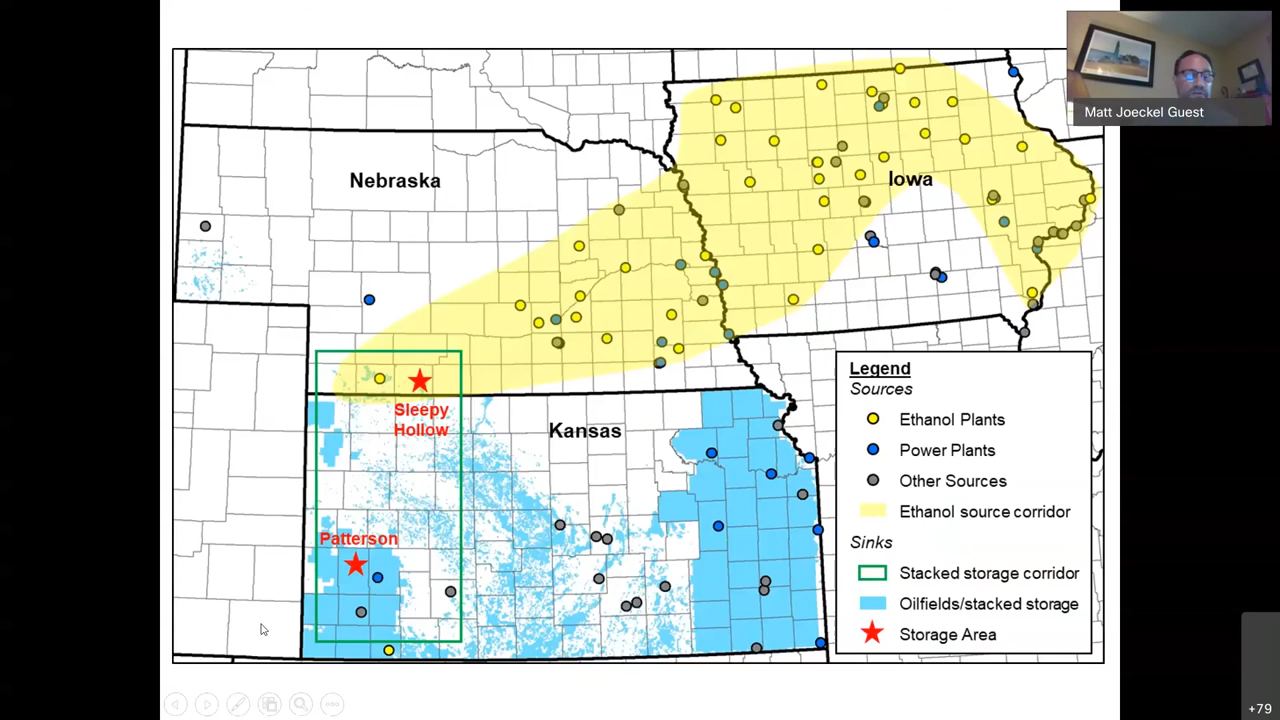 Matt Joeckel Guest
Nebraska
Iowa
Sleepy
Hollow
Kansas
Patterson
Legend
Sources
Ethanol Plants
Power Plants
Other Sources
Ethanol source corridor
Sinks
Stacked storage corridor
Oilfields/stacked storage
Storage Area
+79